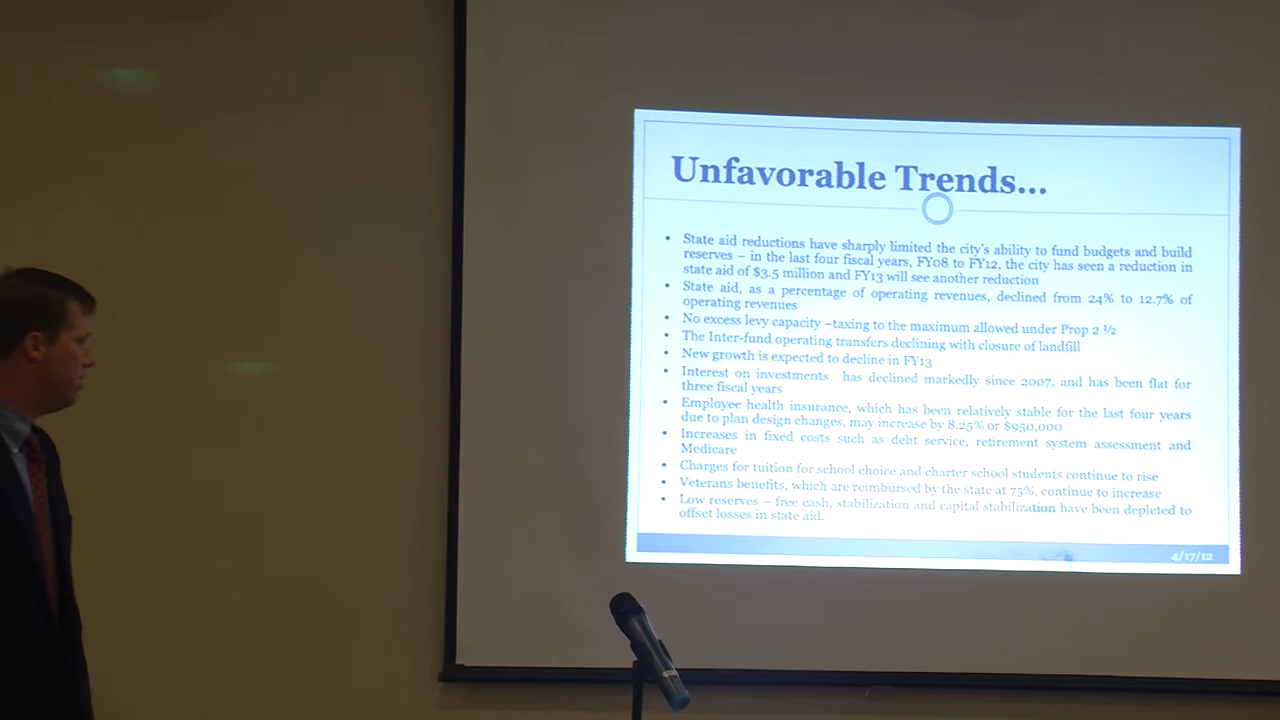 Unfavorable Trends...
• State aid reductions have sharply limited the city's ability to fund budgets and build
reserves – in the last four fiscal years, FY08 to FY12, the city has seen a reduction in
state aid of $3.5 million and FY13 will see another reduction
• State aid, as a percentage of operating revenues, declined from 24% to 12.7% of
operating revenues
• No excess levy capacity –taxing to the maximum allowed under Prop 2 ½
• The Inter-fund operating transfers declining with closure of landfill
• New growth is expected to decline in FY13
• Interest on investments has declined markedly since 2007, and has been flat for
three fiscal years
• Employee health insurance, which has been relatively stable for the last four years
due to plan design changes, may increase by 8.25% or $950,000
• Increases in fixed costs such as debt service, retirement system assessment and
Medicare
• Charges for tuition for school choice and charter school students continue to rise
• Veterans benefits, which are reimbursed by the state at 75%, continue to increase
• Low reserves – free cash, stabilization and capital stabilization have been depleted to
offset losses in state aid.
4/17/12